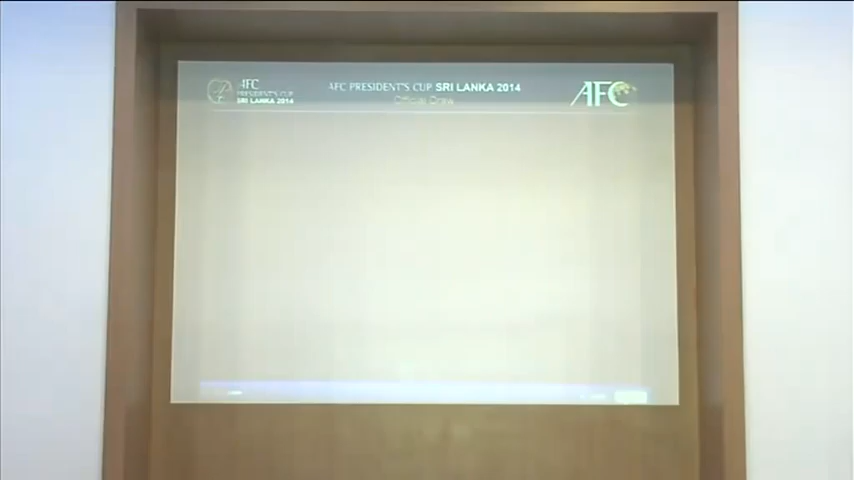 AFC
PRESIDENT'S CUP
SRI LANKA 2014
AFC PRESIDENT'S CUP SRI LANKA 2014
Official Draw
AFC